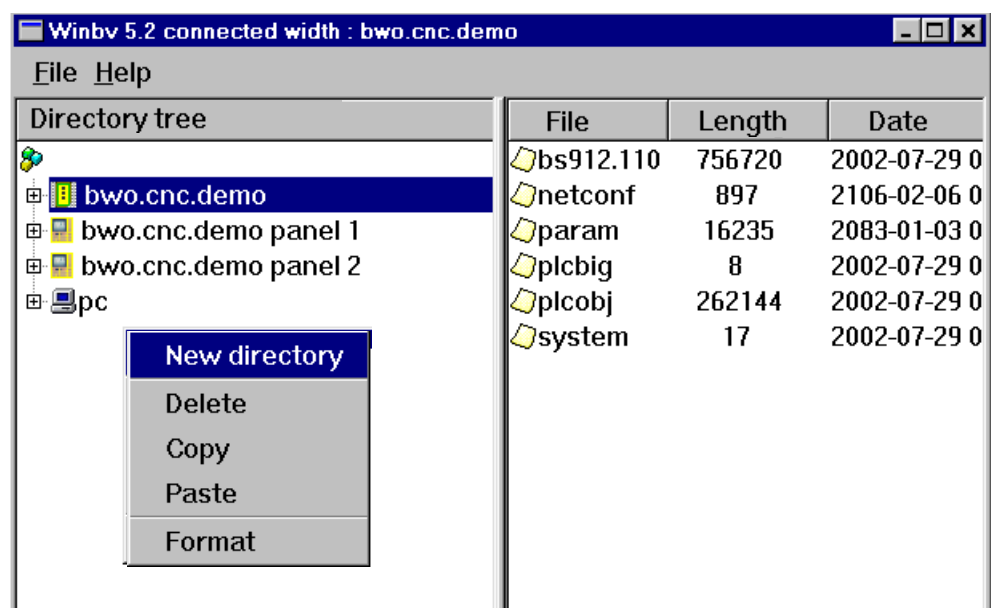 Winbv 5.2 connected width : bwo.cnc.demo
File Help
Directory tree
bwo.cnc.demo
bwo.cnc.demo panel 1
bwo.cnc.demo panel 2
pc
New directory
Delete
Copy
Paste
Format
File Length Date
bs912.110 756720 2002-07-29 0
netconf 897 2106-02-06 0
param 16235 2083-01-03 0
plcbig 8 2002-07-29 0
plcobj 262144 2002-07-29 0
system 17 2002-07-29 0